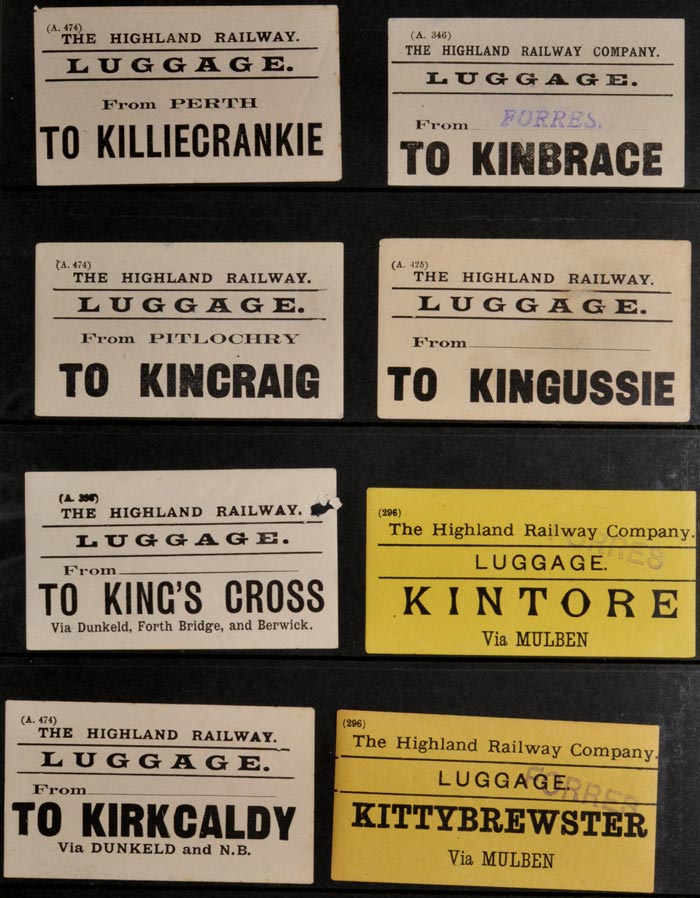 (A. 474)
THE HIGHLAND RAILWAY.
LUGGAGE.
From PERTH
TO KILLIECRANKIE
(A. 346)
THE HIGHLAND RAILWAY COMPANY.
LUGGAGE.
From FORRES.
TO KINBRACE
(A. 474)
THE HIGHLAND RAILWAY.
LUGGAGE.
From PITLOCHRY
TO KINCRAIG
(A. 425)
THE HIGHLAND RAILWAY.
LUGGAGE.
From
TO KINGUSSIE
THE HIGHLAND RAILWAY.
LUGGAGE.
From
TO KING'S CROSS
Via Dunkeld, Forth Bridge, and Berwick.
(296)
The Highland Railway Company.
FORRES
LUGGAGE.
KINTORE
Via MULBEN
(A. 474)
THE HIGHLAND RAILWAY.
LUGGAGE.
From
TO KIRKCALDY
Via DUNKELD and N.B.
(296)
The Highland Railway Company.
LUGGAGE.
FORRES
KITTYBREWSTER
Via MULBEN